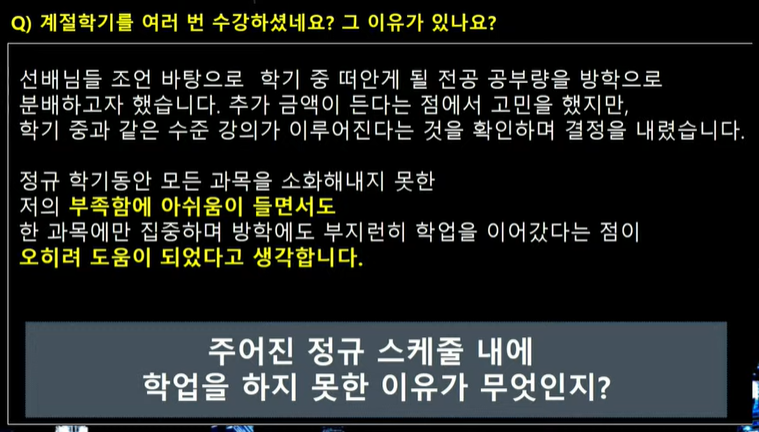 Q) 계절학기를 여러 번 수강하셨네요? 그 이유가 있나요?
선배님들 조언 바탕으로 학기 중 떠안게 될 전공 공부량을 방학으로
분배하고자 했습니다. 추가 금액이 든다는 점에서 고민을 했지만,
학기 중과 같은 수준 강의가 이루어진다는 것을 확인하며 결정을 내렸습니다.
정규 학기동안 모든 과목을 소화해내지 못한
저의 부족함에 아쉬움이 들면서도
한 과목에만 집중하며 방학에도 부지런히 학업을 이어갔다는 점이
오히려 도움이 되었다고 생각합니다.
주어진 정규 스케줄 내에
학업을 하지 못한 이유가 무엇인지?